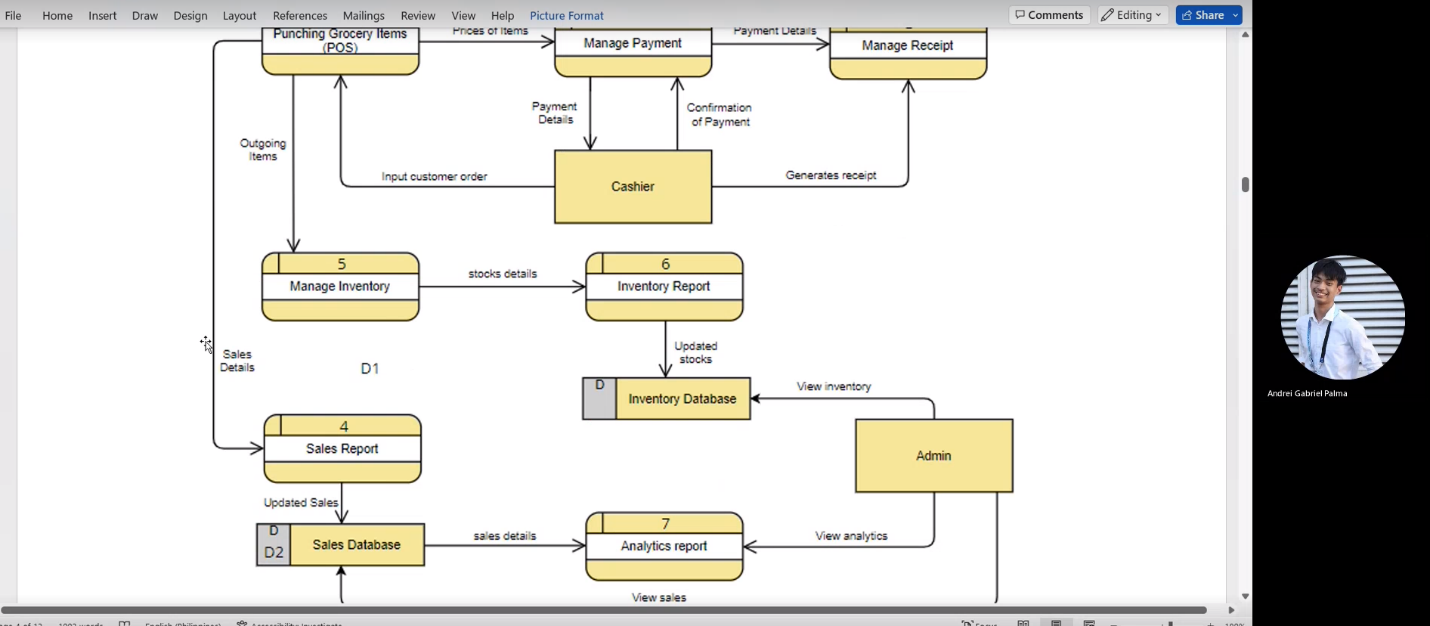 File Home Insert Draw Design Layout References Mailings Review View Help Picture Format Comments Editing Share
Punching Grocery Items
(POS)
Prices of Items
Manage Payment
Payment Details
Manage Receipt
Payment
Details
Confirmation
of Payment
Outgoing
Items
Input customer order
Cashier
Generates receipt
5
Manage Inventory
stocks details
6
Inventory Report
Sales
Details
D1
Updated
stocks
D
Inventory Database
View inventory
4
Sales Report
Admin
Updated Sales
D
D2
Sales Database
sales details
7
Analytics report
View analytics
View sales
Andrei Gabriel Palma